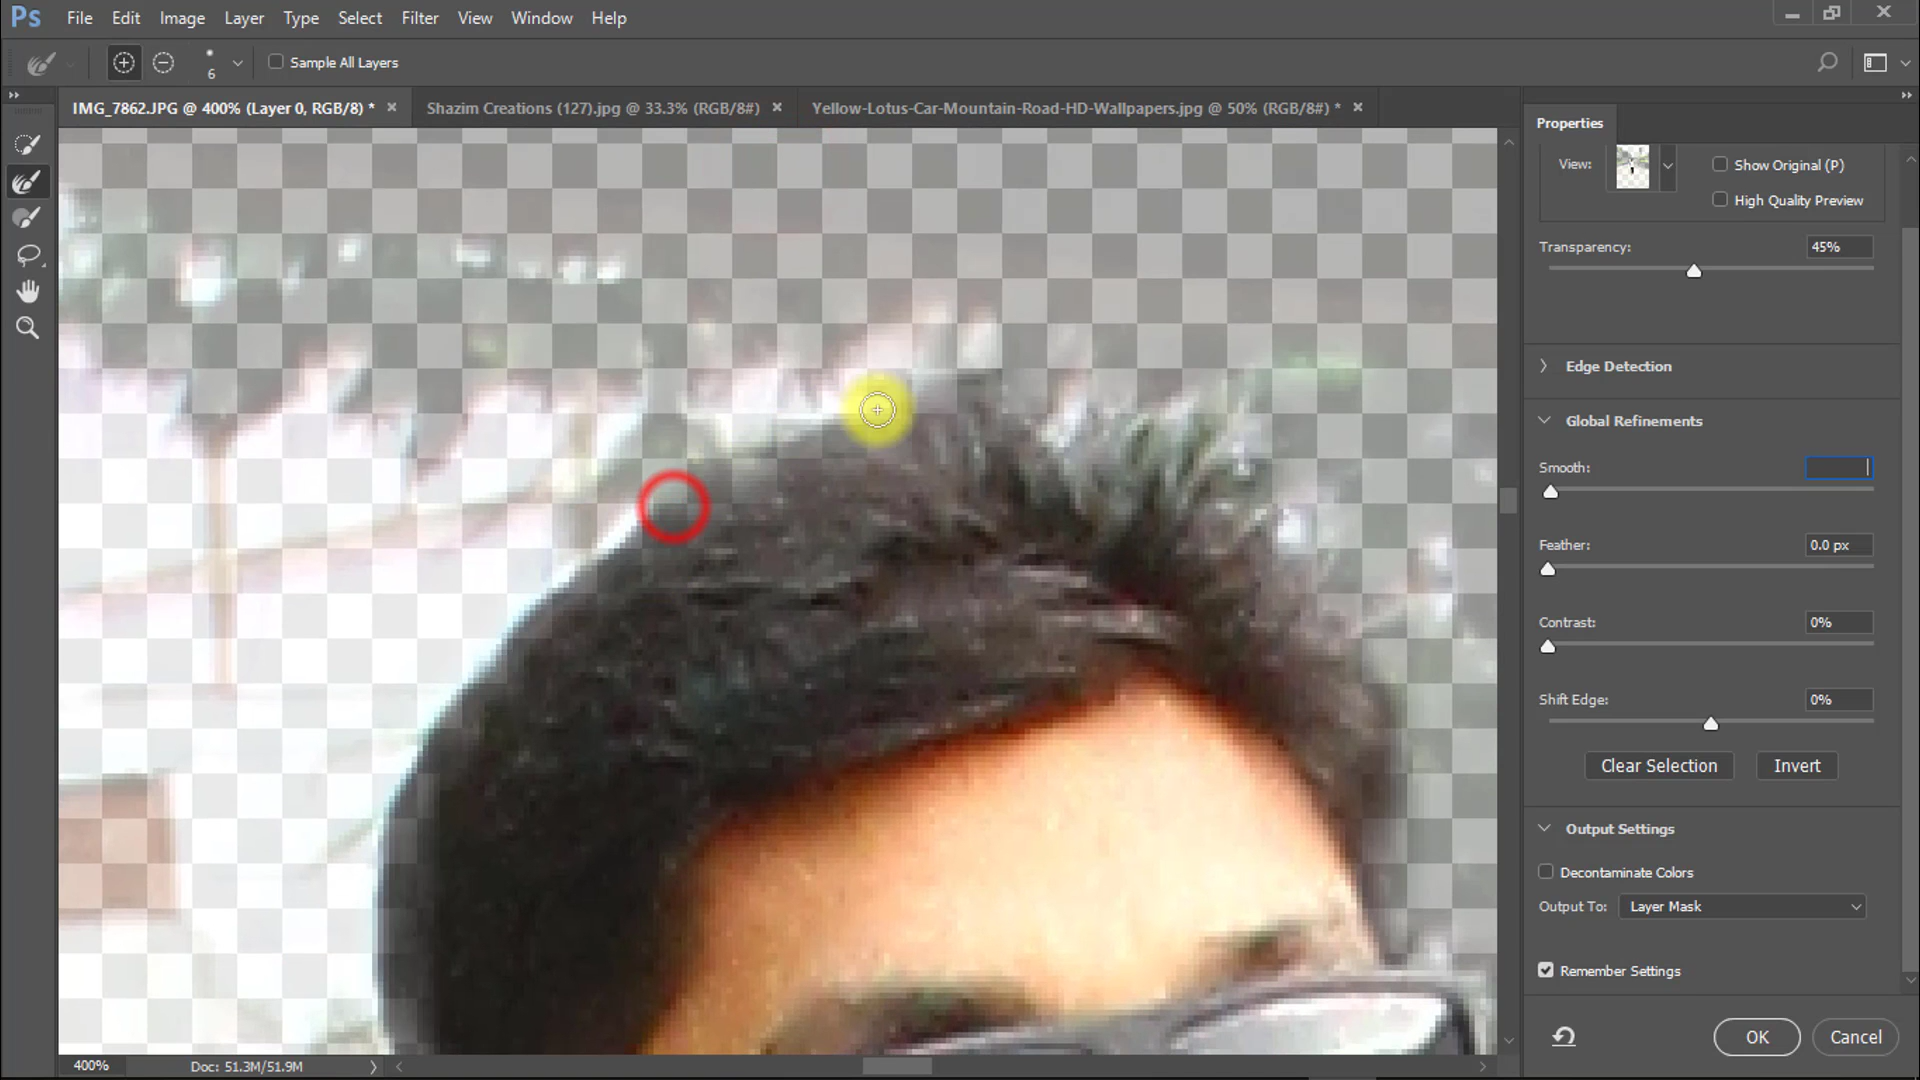 Ps File Edit Image Layer Type Select Filter View Window Help
6 Sample All Layers
IMG_7862.JPG @ 400% (Layer 0, RGB/8) * Shazim Creations (127).jpg @ 33.3% (RGB/8#) Yellow-Lotus-Car-Mountain-Road-HD-Wallpapers.jpg @ 50% (RGB/8#) *
Properties
View: Show Original (P)
High Quality Preview
Transparency: 45%
Edge Detection
Global Refinements
Smooth:
Feather: 0.0 px
Contrast: 0%
Shift Edge: 0%
Clear Selection Invert
Output Settings
Decontaminate Colors
Output To: Layer Mask
Remember Settings
OK Cancel
400% Doc: 51.3M/51.9M